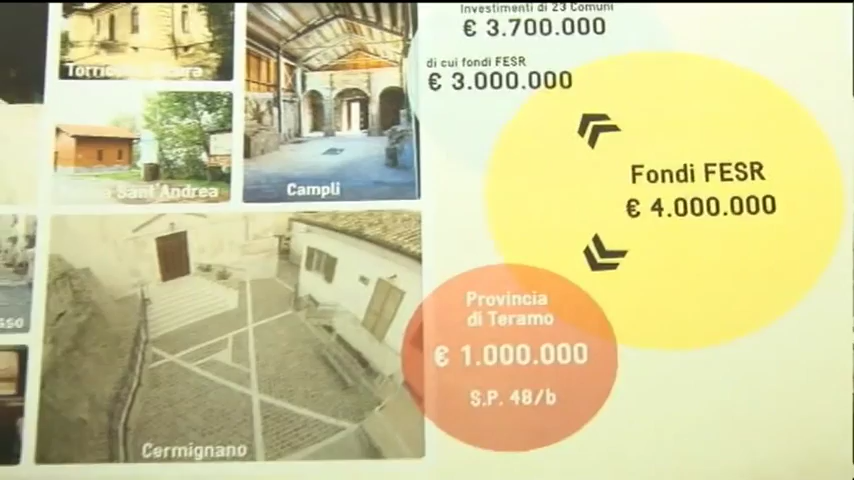 Investimenti di 23 Comuni
€ 3.700.000
di cui fondi FESR
€ 3.000.000
Fondi FESR
€ 4.000.000
Provincia
di Teramo
€ 1.000.000
S.P. 48/b
Sant'Andrea
Campli
Cermignano